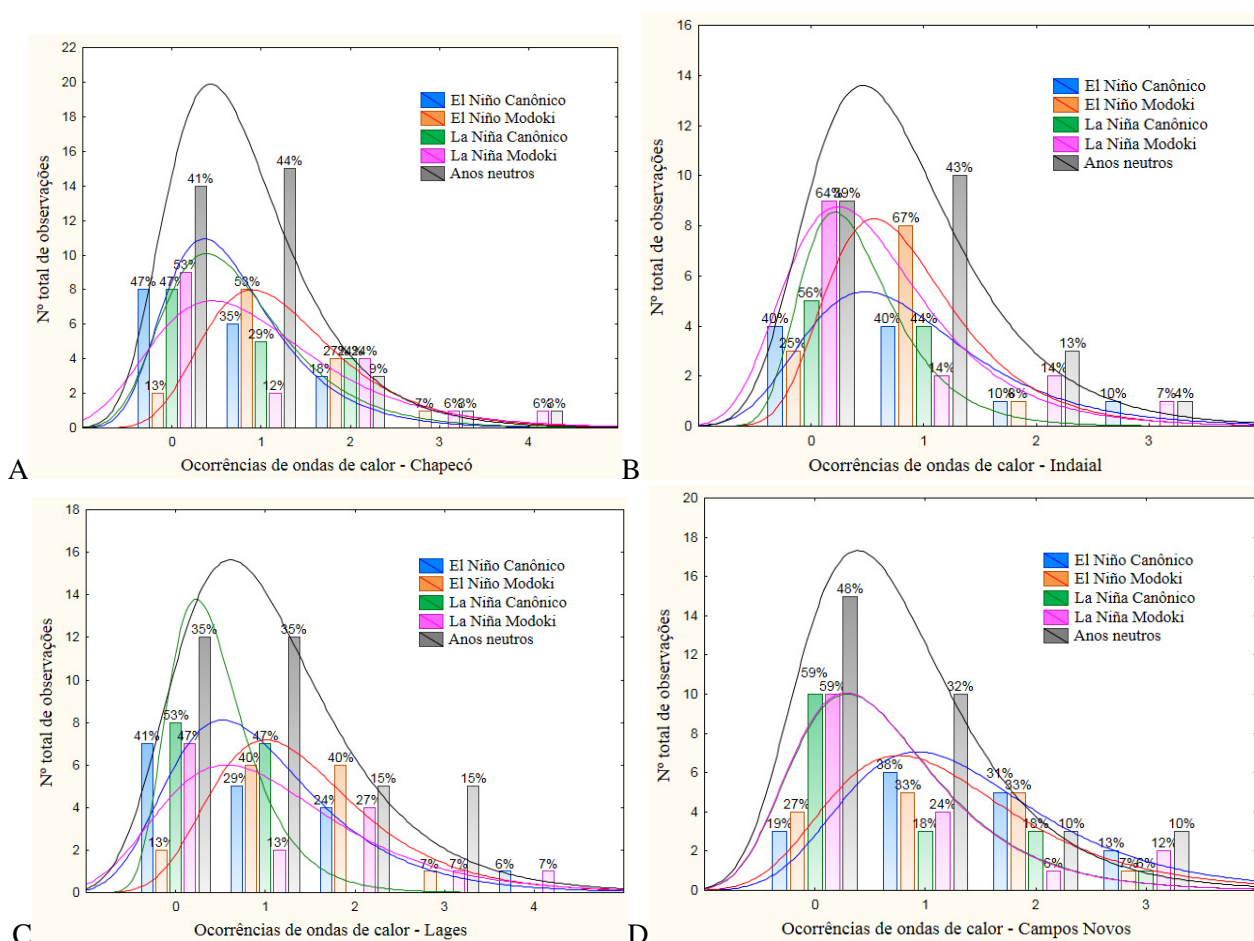 22
20
18
16
14
12
10
8
6
4
2
0
Nº total de observações
El Niño Canônico
El Niño Modoki
La Niña Canônico
La Niña Modoki
Anos neutros
47% 13% 47% 53% 41%
35% 53% 29% 12% 44%
18% 27% 24% 9%
7% 6% 3%
6% 3%
0 1 2 3 4
Ocorrências de ondas de calor - Chapecó
A
16
14
12
10
8
6
4
2
0
Nº total de observações
El Niño Canônico
El Niño Modoki
La Niña Canônico
La Niña Modoki
Anos neutros
40% 25% 56% 64% 39%
40% 67% 44% 14% 43%
10% 8% 14% 13%
10% 7% 4%
0 1 2 3
Ocorrências de ondas de calor - Indaial
B
18
16
14
12
10
8
6
4
2
0
Nº total de observações
El Niño Canônico
El Niño Modoki
La Niña Canônico
La Niña Modoki
Anos neutros
41% 13% 53% 47% 35%
29% 40% 47% 13% 35%
24% 40% 27% 15%
7% 7% 15%
6% 7%
0 1 2 3 4
Ocorrências de ondas de calor - Lages
C
20
18
16
14
12
10
8
6
4
2
0
Nº total de observações
El Niño Canônico
El Niño Modoki
La Niña Canônico
La Niña Modoki
Anos neutros
19% 27% 59% 59% 48%
38% 33% 18% 24% 32%
31% 33% 18% 6% 10%
13% 7% 6% 12% 10%
0 1 2 3
Ocorrências de ondas de calor - Campos Novos
D